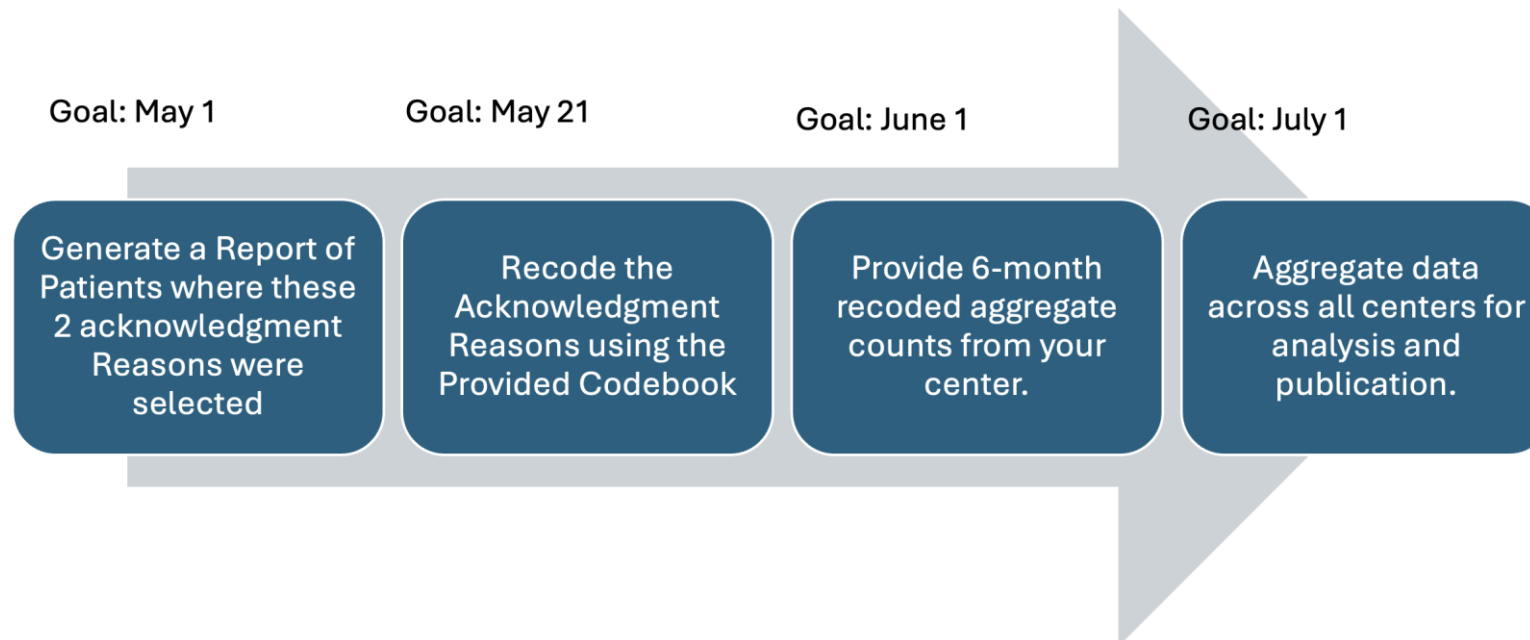 Goal: May 1
Goal: May 21
Goal: June 1
Goal: July 1
Generate a Report of
Patients where these
2 acknowledgment
Reasons were
selected
Recode the
Acknowledgment
Reasons using the
Provided Codebook
Provide 6-month
recoded aggregate
counts from your
center.
Aggregate data
across all centers for
analysis and
publication.